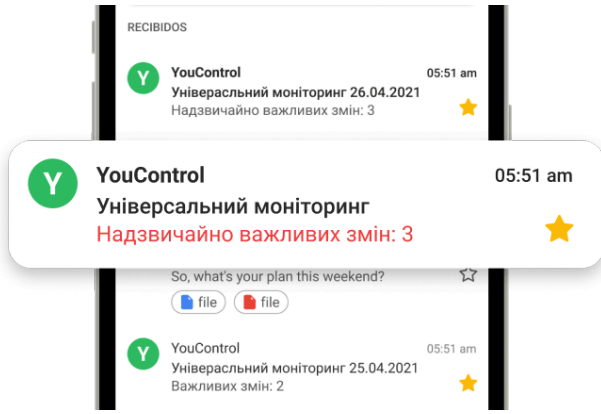 RECIBIDOS
Y
YouControl
05:51 am
Універасльний моніторинг 26.04.2021
Надзвичайно важливих змін: 3
Y
YouControl
05:51 am
Універсальний моніторинг
Надзвичайно важливих змін: 3
So, what's your plan this weekend?
file
file
Y
YouControl
05:51 am
Універасльний моніторинг 25.04.2021
Важливих змін: 2